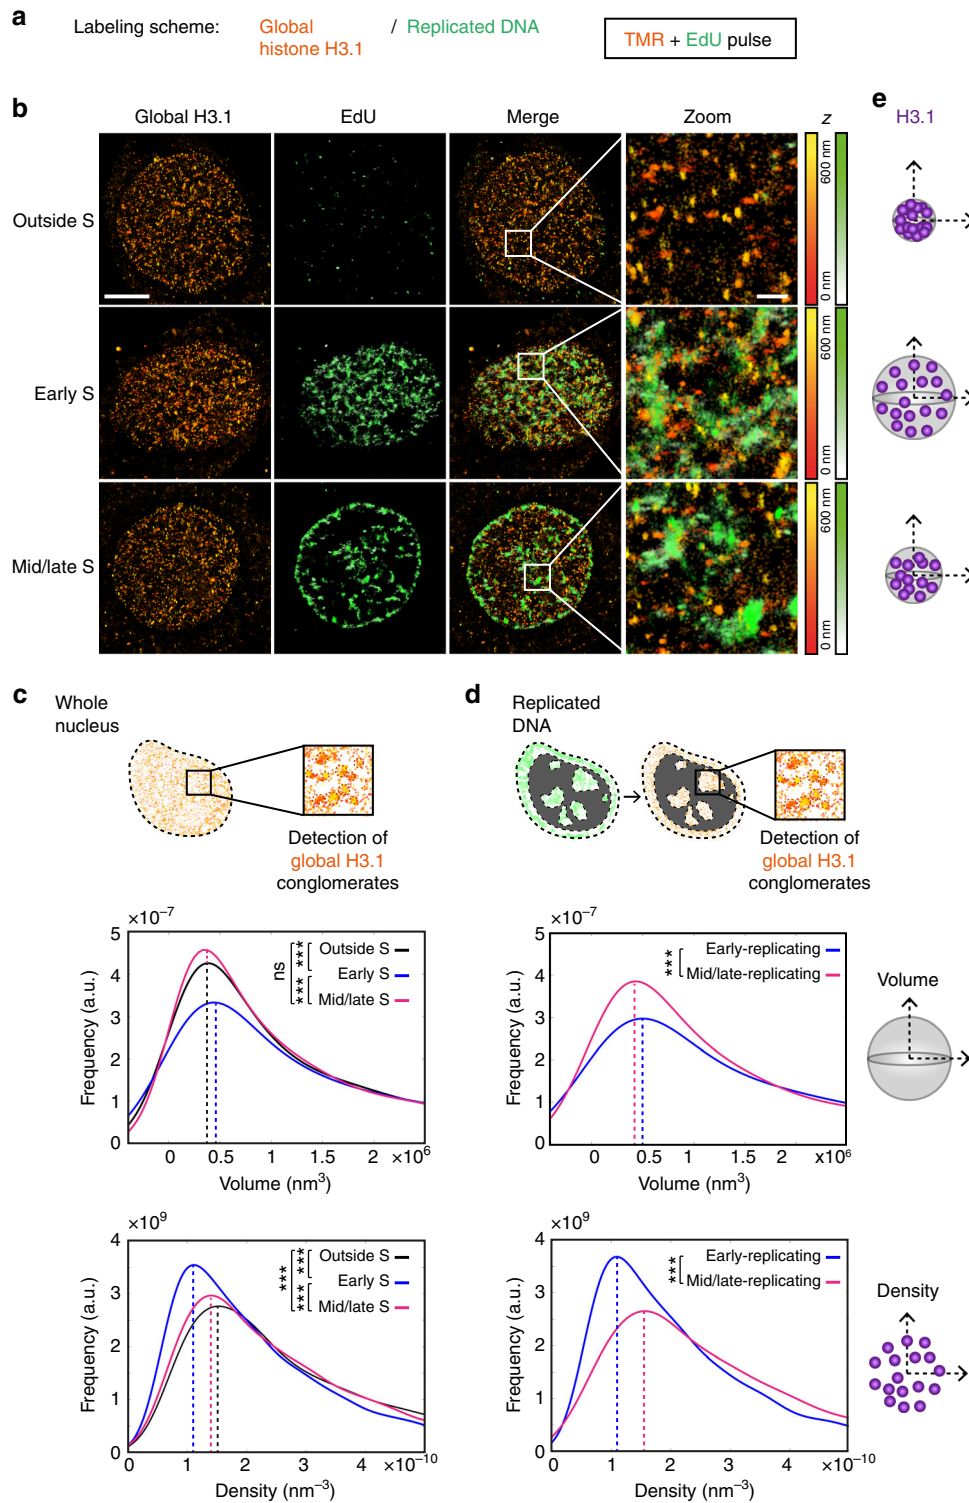 a
Labeling scheme:
Global histone H3.1 / Replicated DNA
TMR + EdU pulse
b
Global H3.1
EdU
Merge
Zoom
z
Outside S
Early S
Mid/late S
600 nm
0 nm
600 nm
0 nm
600 nm
0 nm
e
H3.1
c
Whole
nucleus
Detection of
global H3.1
conglomerates
×10⁻⁷
5
4
3
2
1
0
Frequency (a.u.)
ns
***
***
Outside S
Early S
Mid/late S
0 0.5 1 1.5 2 ×10⁶
Volume (nm³)
×10⁹
4
3
2
1
0
Frequency (a.u.)
***
***
***
Outside S
Early S
Mid/late S
0 1 2 3 4 ×10⁻¹⁰
Density (nm⁻³)
d
Replicated
DNA
Detection of
global H3.1
conglomerates
×10⁻⁷
5
4
3
2
1
0
Frequency (a.u.)
***
Early-replicating
Mid/late-replicating
0 0.5 1 1.5 2 x10⁶
Volume (nm³)
×10⁹
4
3
2
1
0
Frequency (a.u.)
***
Early-replicating
Mid/late-replicating
0 1 2 3 4 ×10⁻¹⁰
Density (nm⁻³)
Volume
Density